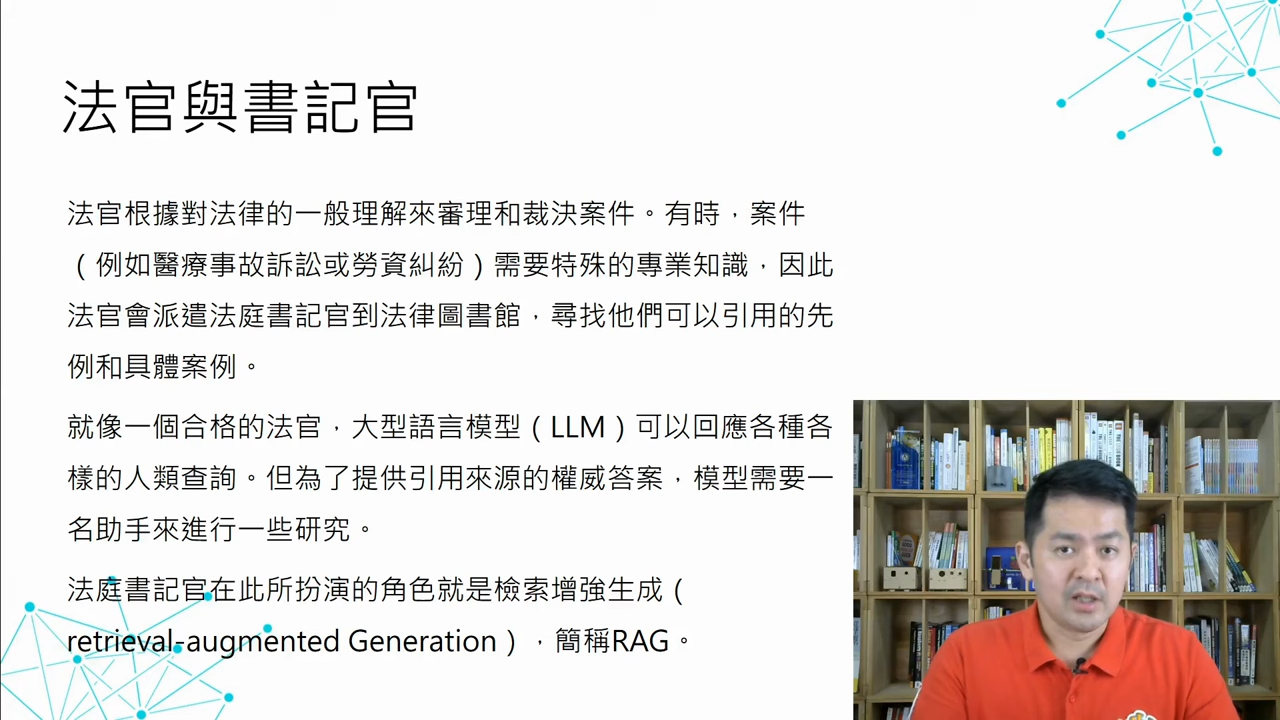 法官與書記官
法官根據對法律的一般理解來審理和裁決案件。有時，案件
（例如醫療事故訴訟或勞資糾紛）需要特殊的專業知識，因此
法官會派遣法庭書記官到法律圖書館，尋找他們可以引用的先
例和具體案例。
就像一個合格的法官，大型語言模型（LLM）可以回應各種各
樣的人類查詢。但為了提供引用來源的權威答案，模型需要一
名助手來進行一些研究。
法庭書記官在此所扮演的角色就是檢索增強生成（
retrieval-augmented Generation），簡稱RAG。